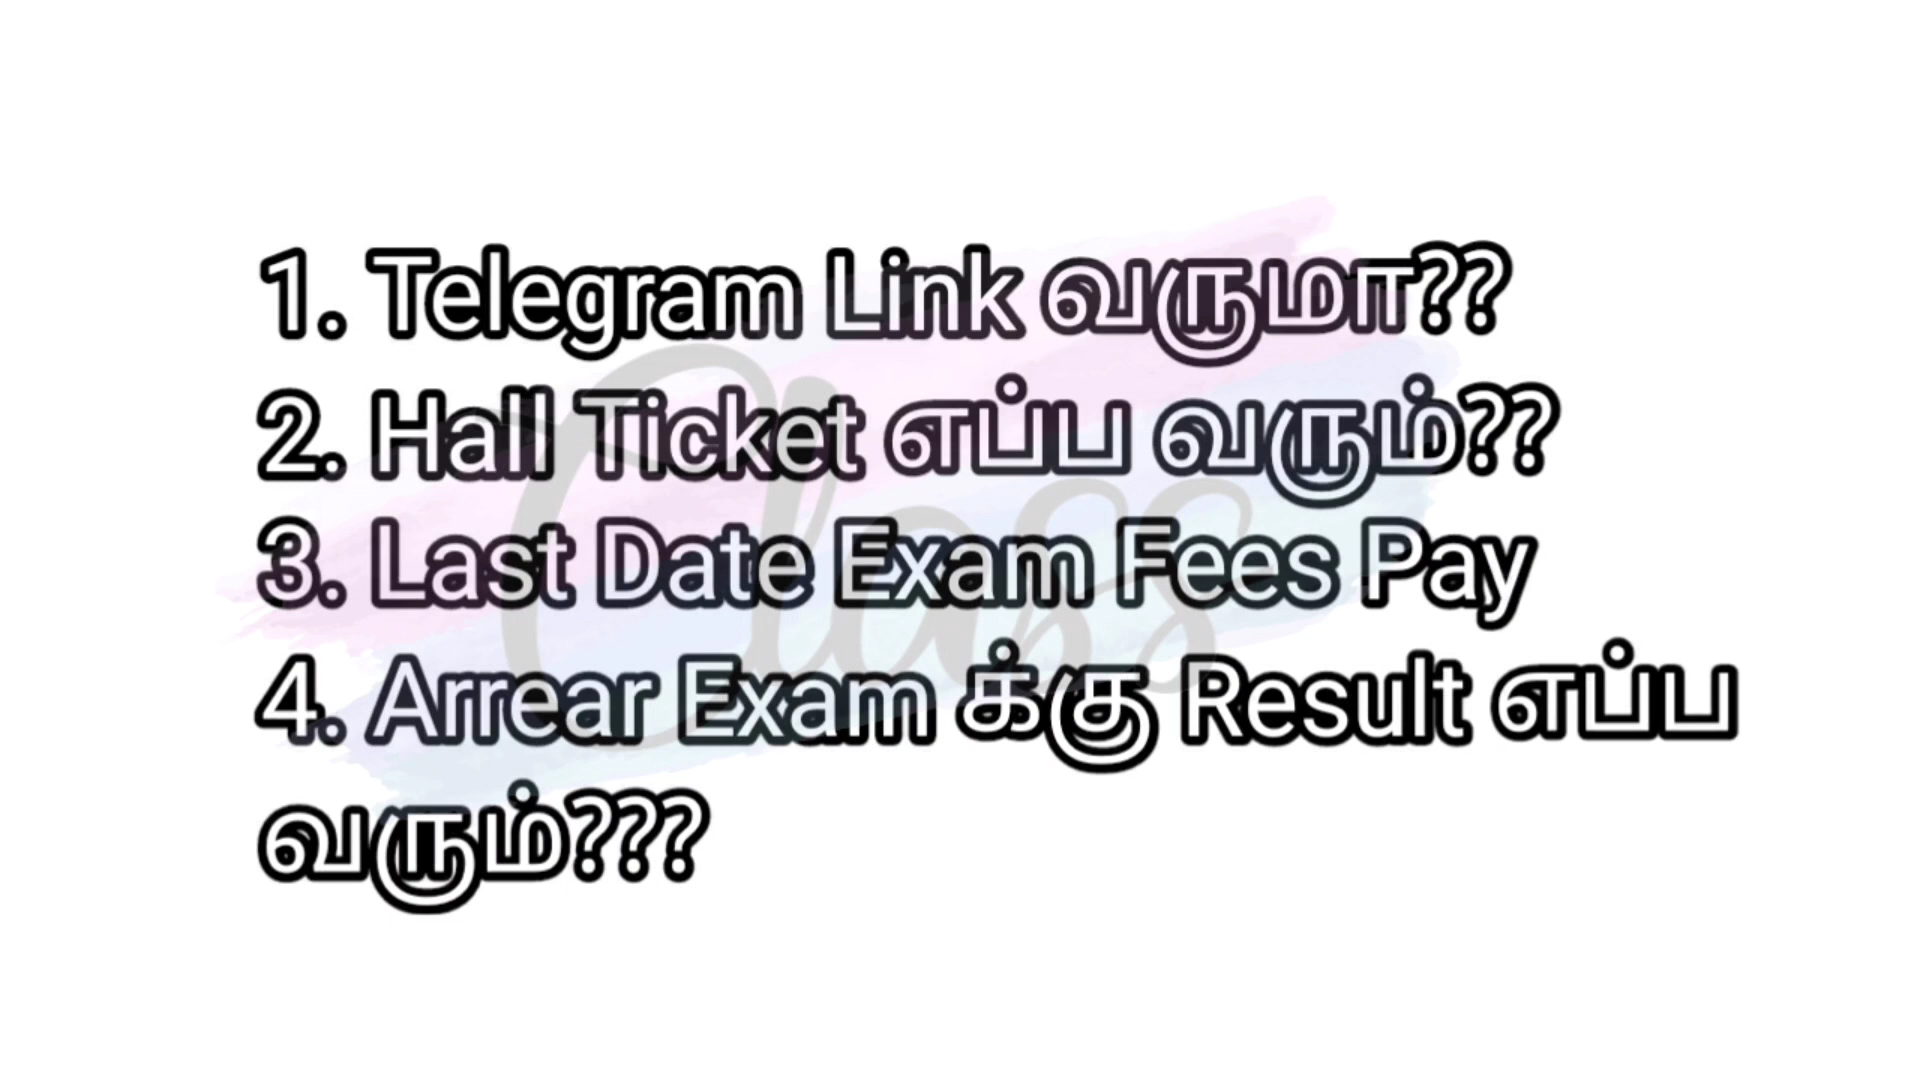 1. Telegram Link வருமா??
2. Hall Ticket எப்ப வரும்??
3. Last Date Exam Fees Pay
4. Arrear Exam க்கு Result எப்ப
வரும்???
Class